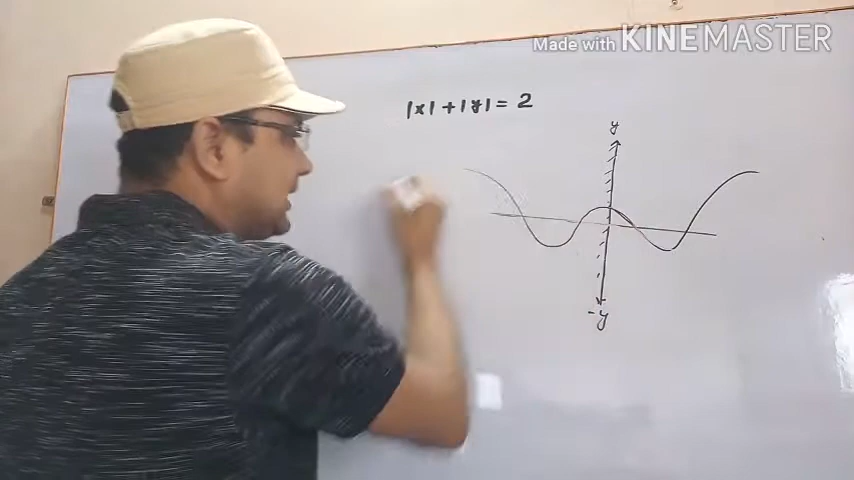 Made with KINEMASTER
|x| + |y| = 2
y
-y